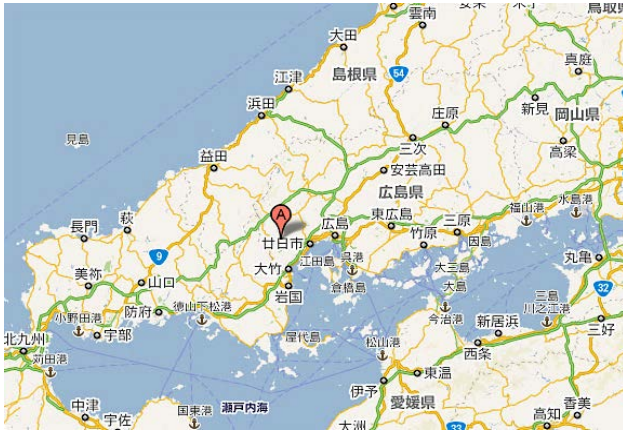 雲南
大田
島根県
54
真庭
江津
浜田
庄原
新見
岡山県
見島
三次
高梁
益田
安芸高田
広島県
水島港
福山港
長門
萩
A
東広島
三原
広島
竹原
因島
廿日市
江田島
呉港
丸亀
9
大竹
倉橋島
大三島
大島
美祢
山口
岩国
三島
川之江港
32
防府
徳山下松港
今治港
小野田港
宇部
屋代島
松山港
新居浜
三好
北九州
西条
苅田港
伊予
東温
中津
国東港
瀬戸内海
愛媛県
香美
宇佐
大洲
33
高知